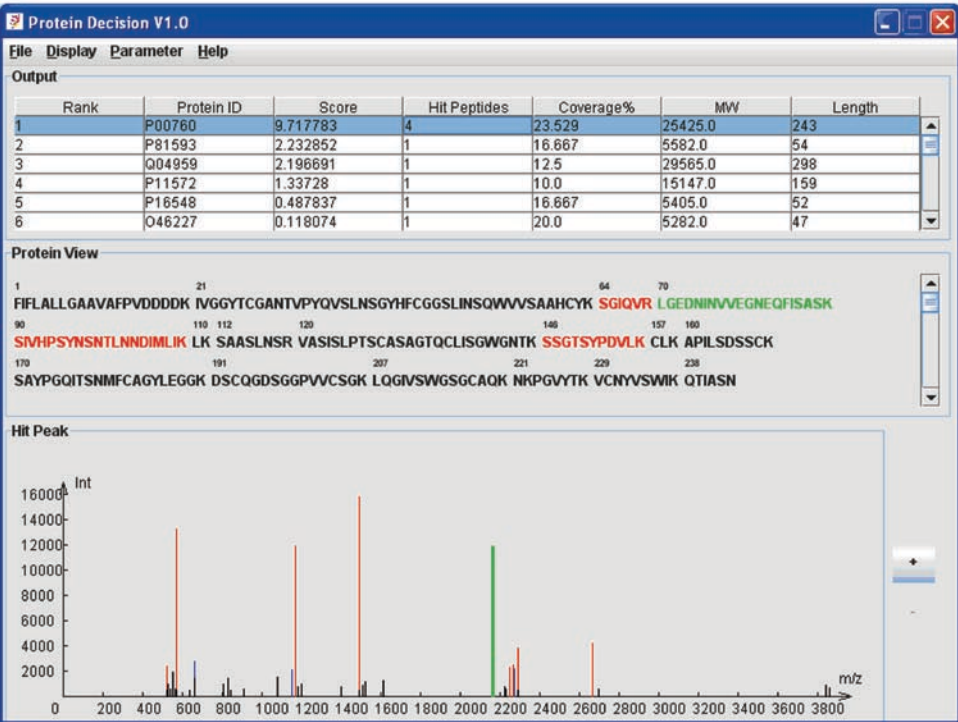 Protein Decision V1.0
File Display Parameter Help
Output
Rank Protein ID Score Hit Peptides Coverage% MW Length
1 P00760 9.717783 4 23.529 25425.0 243
2 P81593 2.232852 1 16.667 5582.0 54
3 Q04959 2.196691 1 12.5 29565.0 298
4 P11572 1.33728 1 10.0 15147.0 159
5 P16548 0.487837 1 16.667 5405.0 52
6 O46227 0.118074 1 20.0 5282.0 47
Protein View
1 21 64 70
FIFLALLGAAVAFPVDDDDK IVGGYTCGANTVPYQVSLNSGYHFCGGSLINSQWVVSAAHCYK SGIQVR LGEDNINVVEGNEQFISASK
90 110 112 120 146 157 160
SIVHPSYNSNTLNNDIMLIK LK SAASLNSR VASISLPTSCASAGTQCLISGWGNTK SSGTSYPDVLK CLK APILSDSSCK
170 191 207 221 229 238
SAYPGQITSNMFCAGYLEGGK DSCQGDSGGPVVCSGK LQGIVSWGSGCAQK NKPGVYTK VCNYVSWIK QTIASN
Hit Peak
Int
16000
14000
12000
10000
8000
6000
4000
2000
m/z
0 200 400 600 800 1000 1200 1400 1600 1800 2000 2200 2400 2600 2800 3000 3200 3400 3600 3800
+
-